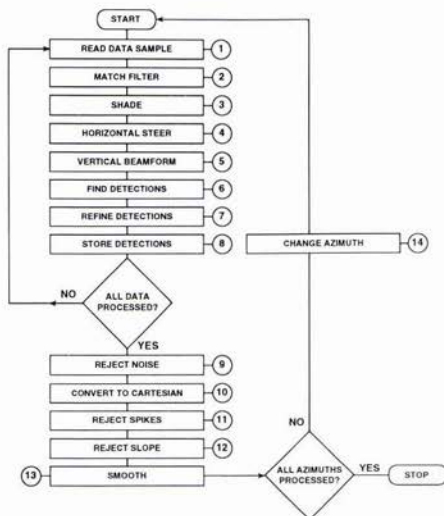 START
READ DATA SAMPLE 1
MATCH FILTER 2
SHADE 3
HORIZONTAL STEER 4
VERTICAL BEAMFORM 5
FIND DETECTIONS 6
REFINE DETECTIONS 7
STORE DETECTIONS 8
CHANGE AZIMUTH 14
NO
ALL DATA
PROCESSED?
YES
REJECT NOISE 9
CONVERT TO CARTESIAN 10
REJECT SPIKES 11
REJECT SLOPE 12
13 SMOOTH
NO
ALL AZIMUTHS
PROCESSED?
YES
STOP